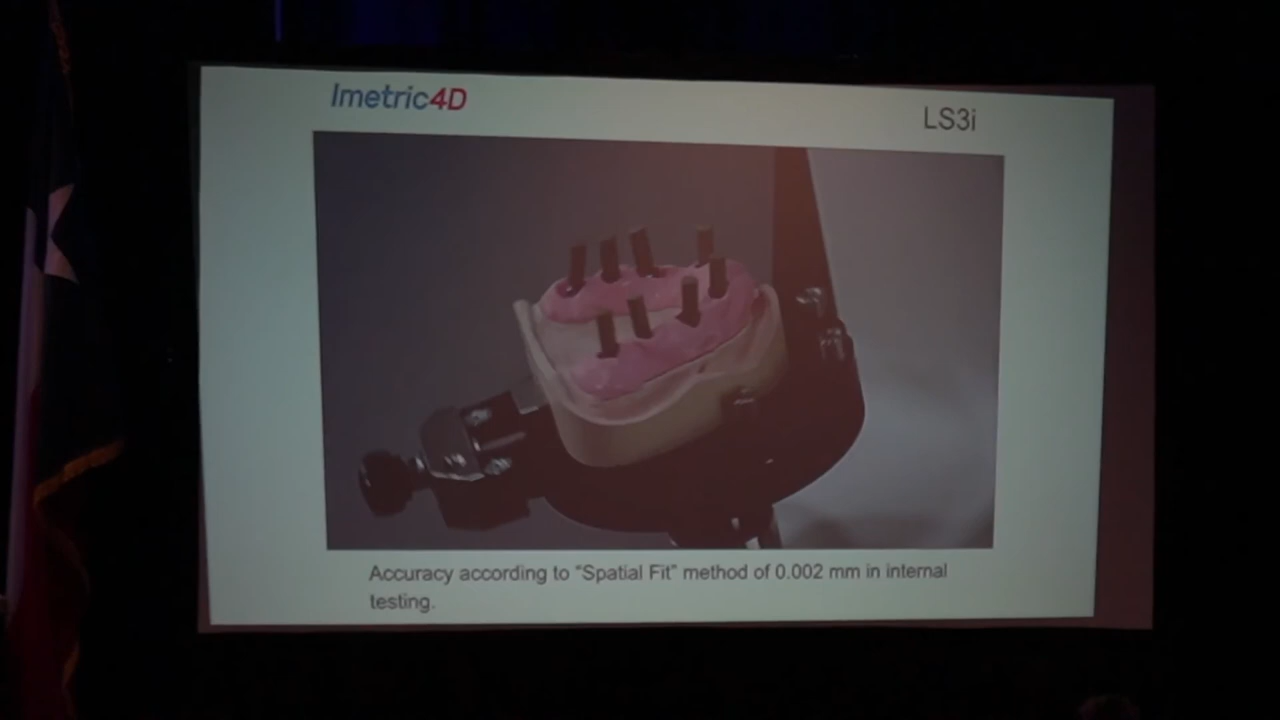 Imetric4D
LS3i
Accuracy according to “Spatial Fit” method of 0.002 mm in internal
testing.